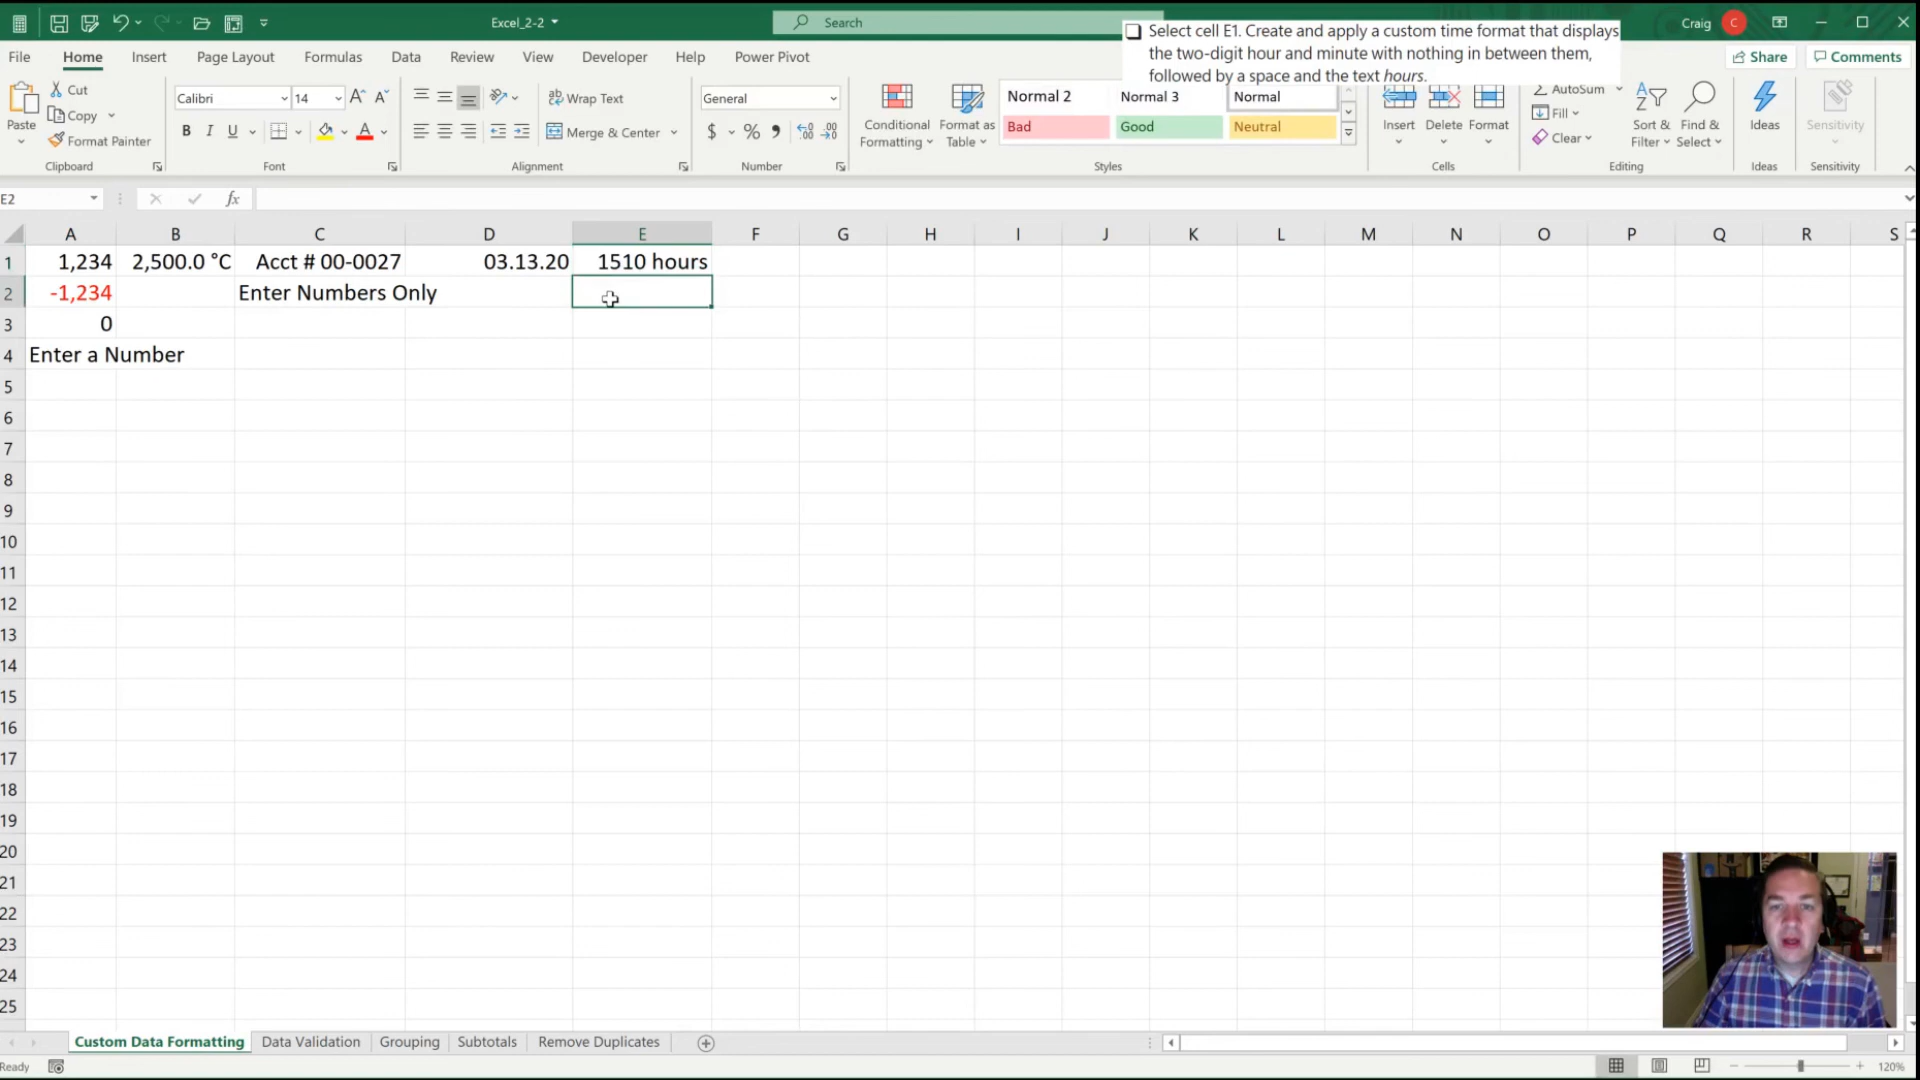 Excel_2-2
Search
Craig
C
Select cell E1. Create and apply a custom time format that displays
the two-digit hour and minute with nothing in between them,
followed by a space and the text hours.
File Home Insert Page Layout Formulas Data Review View Developer Help Power Pivot
Share Comments
Paste
Cut
Copy
Format Painter
Clipboard
Calibri 14
B I U
Font
Wrap Text
Merge & Center
Alignment
General
$ %
Number
Conditional
Formatting
Format as
Table
Normal 2 Normal 3 Normal
Bad Good Neutral
Styles
Insert Delete Format
Cells
AutoSum
Fill
Clear
Sort &
Filter
Find &
Select
Editing
Ideas
Ideas
Sensitivity
Sensitivity
E2
fx
A B C D E F G H I J K L M N O P Q R S
1 1,234 2,500.0 °C Acct # 00-0027 03.13.20 1510 hours
2 -1,234 Enter Numbers Only
3 0
4 Enter a Number
5
6
7
8
9
10
11
12
13
14
15
16
17
18
19
20
21
22
23
24
25
Custom Data Formatting Data Validation Grouping Subtotals Remove Duplicates
Ready
120%